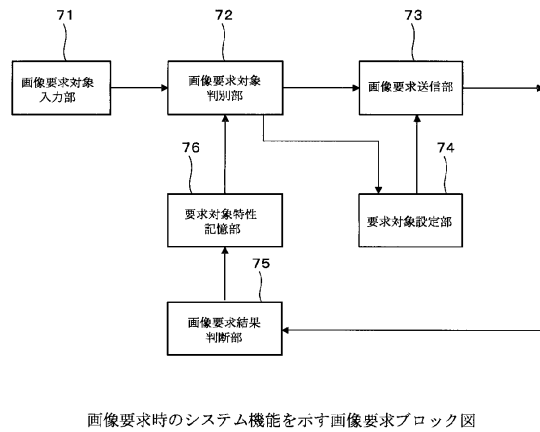 71
72
73
画像要求対象
入力部
画像要求対象
判別部
画像要求送信部
76
74
要求対象特性
記憶部
要求対象設定部
75
画像要求結果
判断部
画像要求時のシステム機能を示す画像要求ブロック図